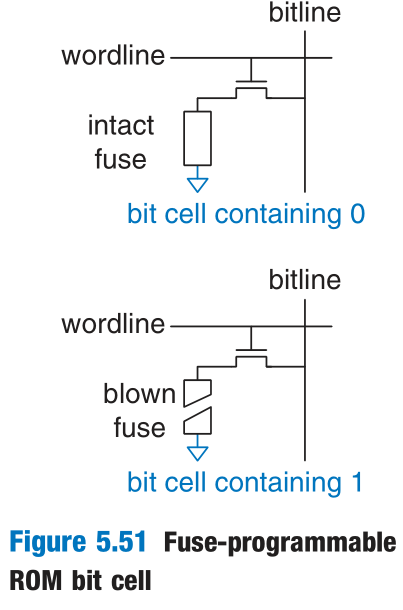 bitline
wordline
intact
fuse
bit cell containing 0
bitline
wordline
blown
fuse
bit cell containing 1
Figure 5.51 Fuse-programmable
ROM bit cell